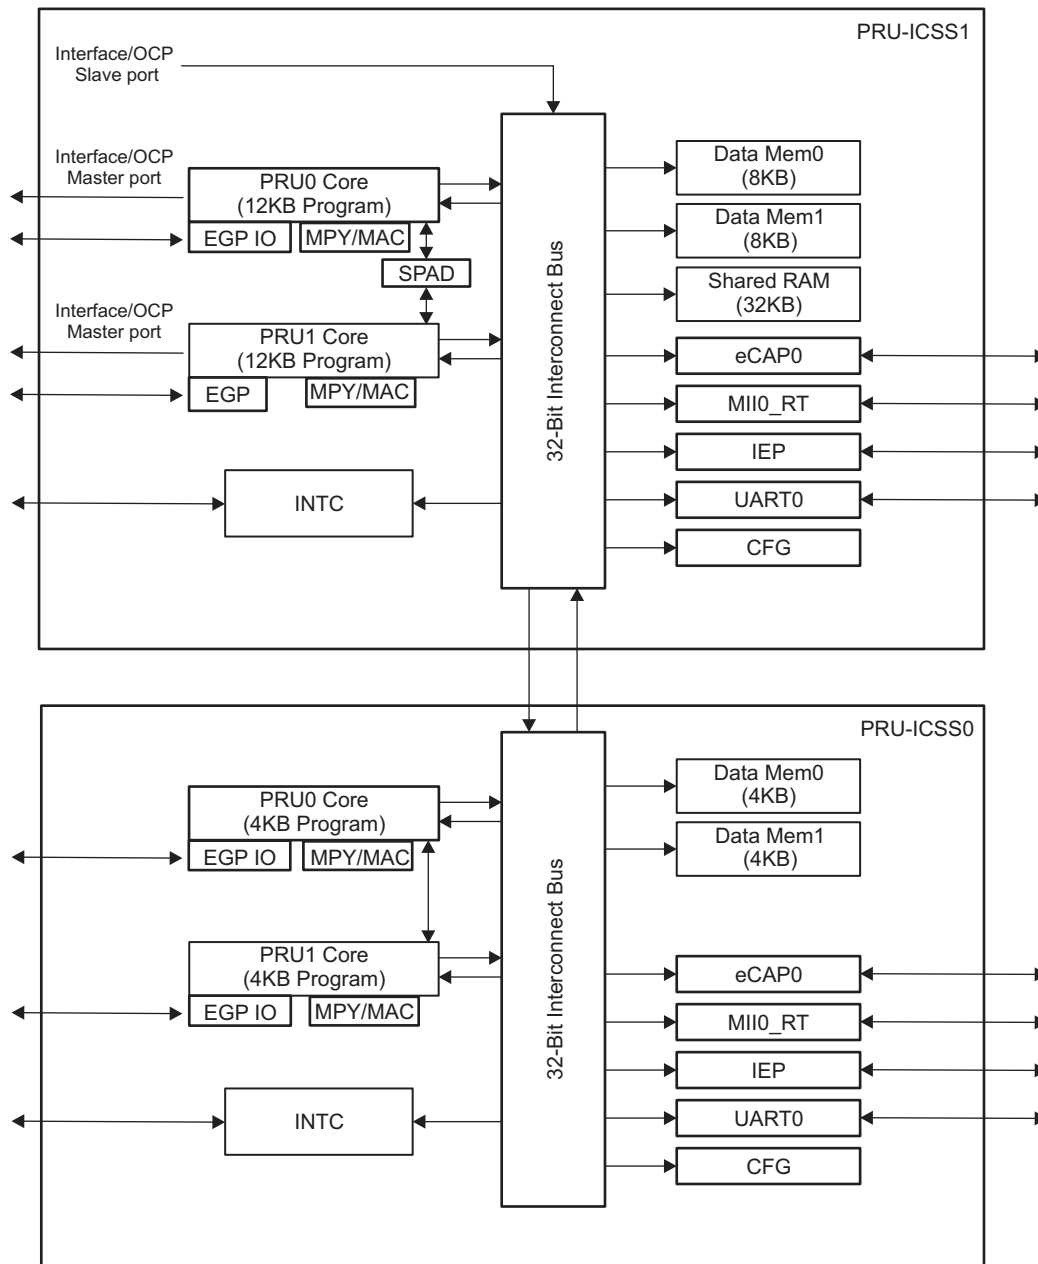 PRU-ICSS1
Interface/OCP
Slave port
Interface/OCP
Master port
PRU0 Core
(12KB Program)
EGP IO
MPY/MAC
SPAD
Interface/OCP
Master port
PRU1 Core
(12KB Program)
EGP
MPY/MAC
INTC
32-Bit Interconnect Bus
Data Mem0
(8KB)
Data Mem1
(8KB)
Shared RAM
(32KB)
eCAP0
MII0_RT
IEP
UART0
CFG
PRU-ICSS0
PRU0 Core
(4KB Program)
EGP IO
MPY/MAC
PRU1 Core
(4KB Program)
EGP IO
MPY/MAC
INTC
32-Bit Interconnect Bus
Data Mem0
(4KB)
Data Mem1
(4KB)
eCAP0
MII0_RT
IEP
UART0
CFG